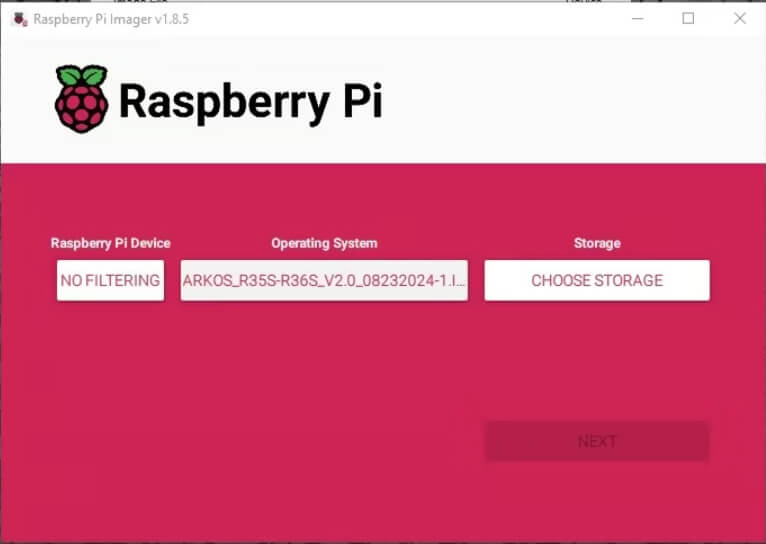 Raspberry Pi Imager v1.8.5
Raspberry Pi
Raspberry Pi Device
Operating System
Storage
NO FILTERING
ARKOS_R35S-R36S_V2.0_08232024-1.I...
CHOOSE STORAGE
NEXT